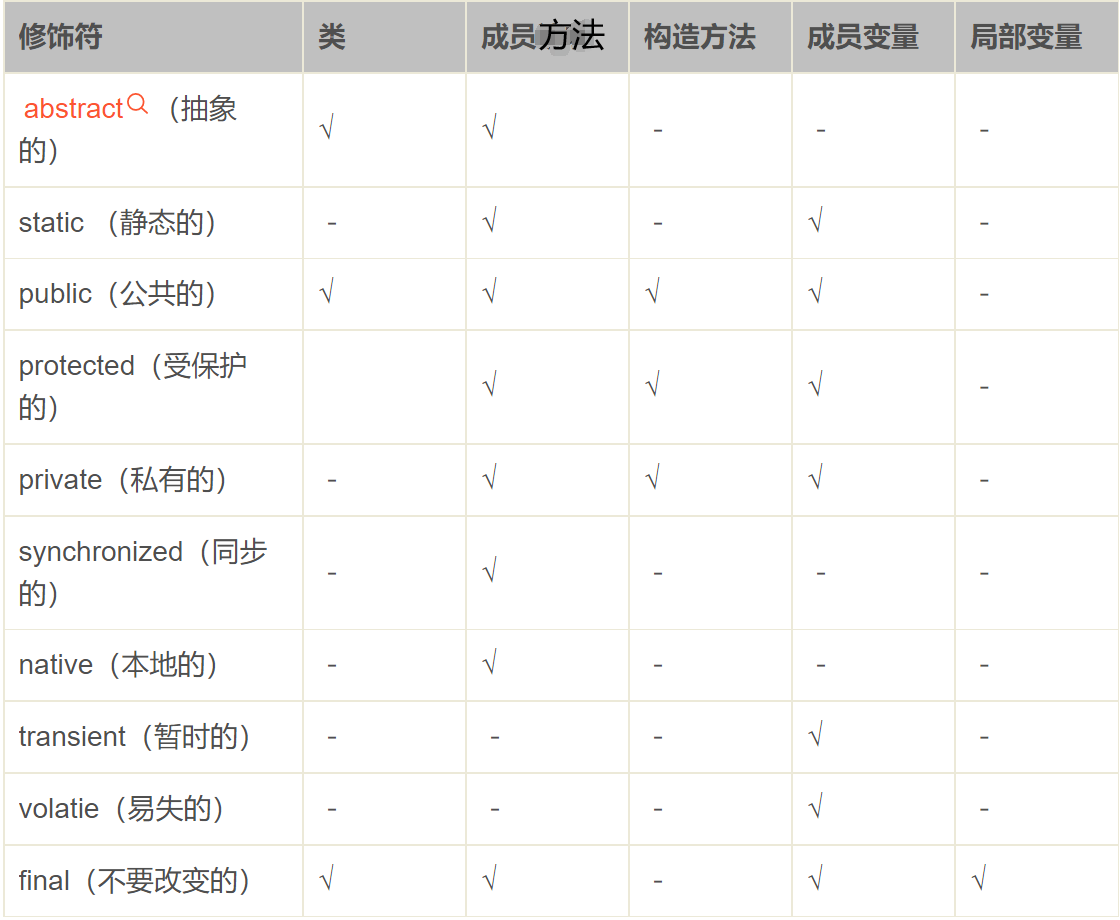 修饰符 类 成员方法 构造方法 成员变量 局部变量
abstract（抽象
的） √ √ - - -
static （静态的） - √ - √ -
public（公共的） √ √ √ √ -
protected（受保护
的） √ √ √ -
private（私有的） - √ √ √ -
synchronized（同步
的） - √ - - -
native（本地的） - √ - - -
transient（暂时的） - - - √ -
volatie（易失的） - - - √ -
final（不要改变的） √ √ - √ √